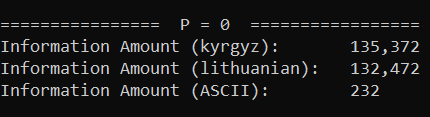 ================ P = 0 =================
Information Amount (kyrgyz): 135,372
Information Amount (lithuanian): 132,472
Information Amount (ASCII): 232